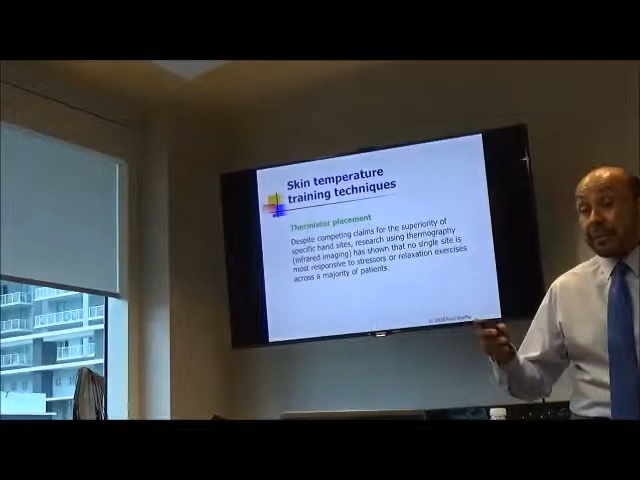 Skin temperature
training techniques
Thermistor placement
Despite competing claims for the superiority of
specific hand sites, research using thermography
(infrared imaging) has shown that no single site is
most responsive to stressors or relaxation exercises
across a majority of patients.